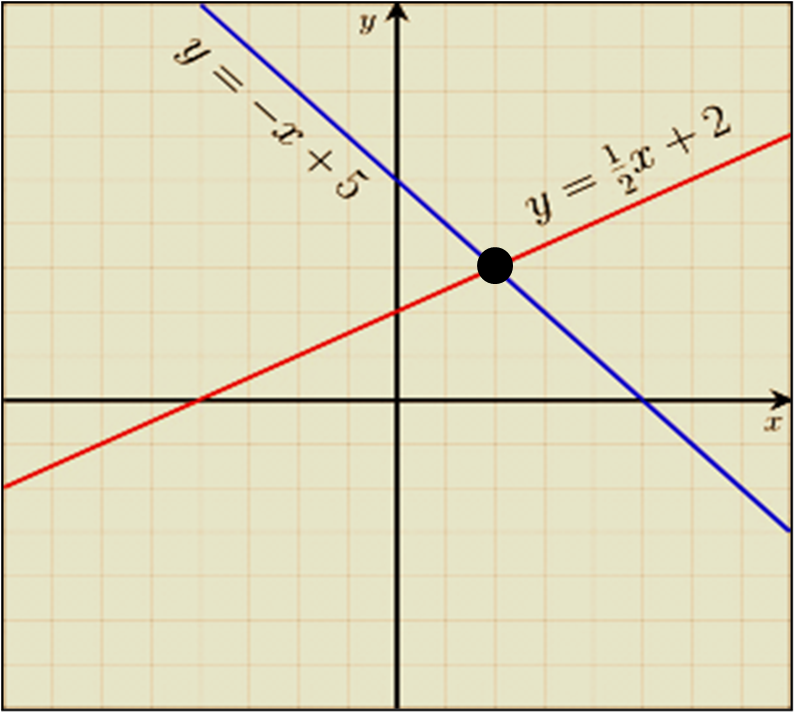 y
y = −x + 5
y = ½x + 2
x